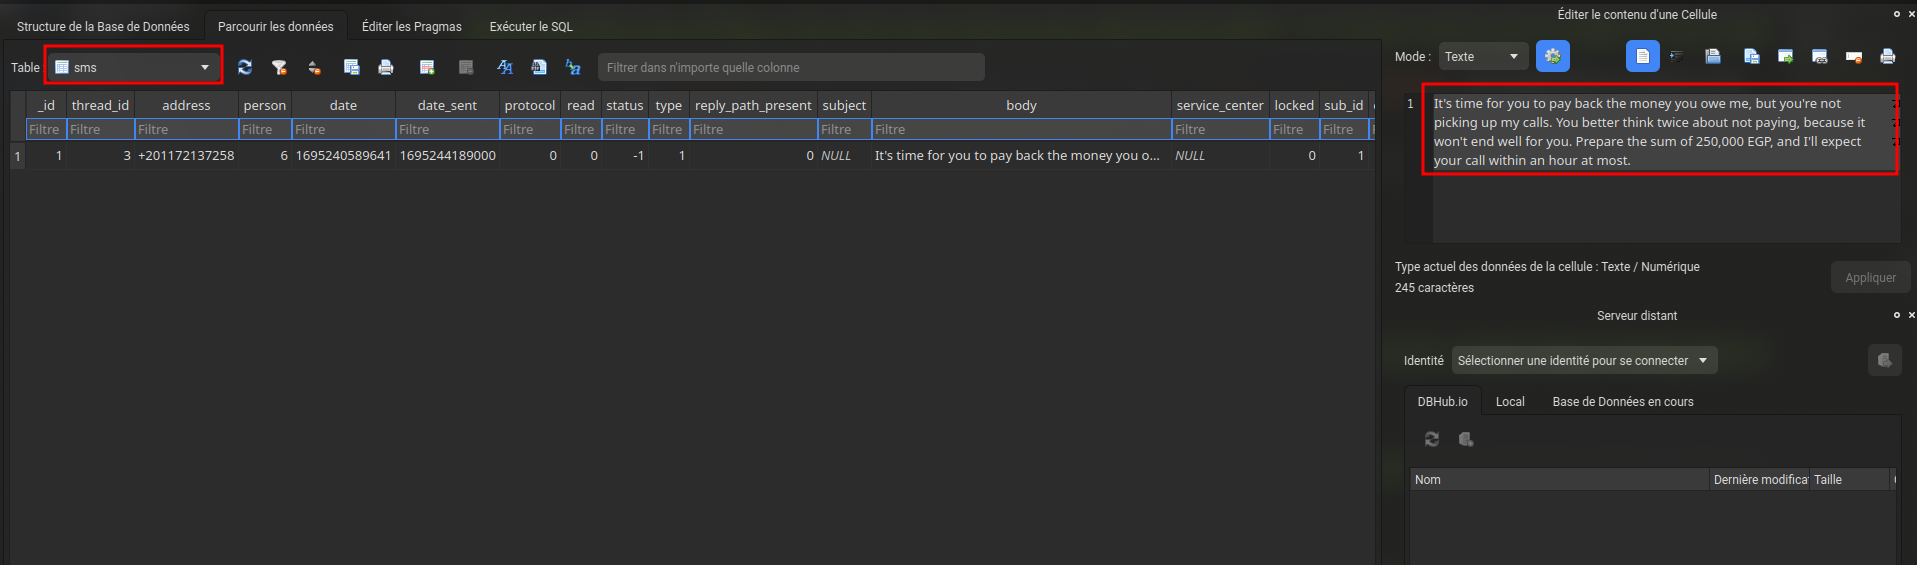 Structure de la Base de Données Parcourir les données Éditer les Pragmas Exécuter le SQL
Table sms Filtrer dans n'importe quelle colonne
_id thread_id address person date date_sent protocol read status type reply_path_present subject body service_center locked sub_id
Filtre Filtre Filtre Filtre Filtre Filtre Filtre Filtre Filtre Filtre Filtre Filtre Filtre Filtre Filtre Filtre
1 1 3 +201172137258 6 1695240589641 1695244189000 0 0 -1 1 0 NULL It's time for you to pay back the money you o... NULL 0 1
Éditer le contenu d'une Cellule
Mode : Texte
1 It's time for you to pay back the money you owe me, but you're not
picking up my calls. You better think twice about not paying, because it
won't end well for you. Prepare the sum of 250,000 EGP, and I'll expect
your call within an hour at most.
Type actuel des données de la cellule : Texte / Numérique
245 caractères
Appliquer
Serveur distant
Identité Sélectionner une identité pour se connecter
DBHub.io Local Base de Données en cours
Nom Dernière modificat Taille